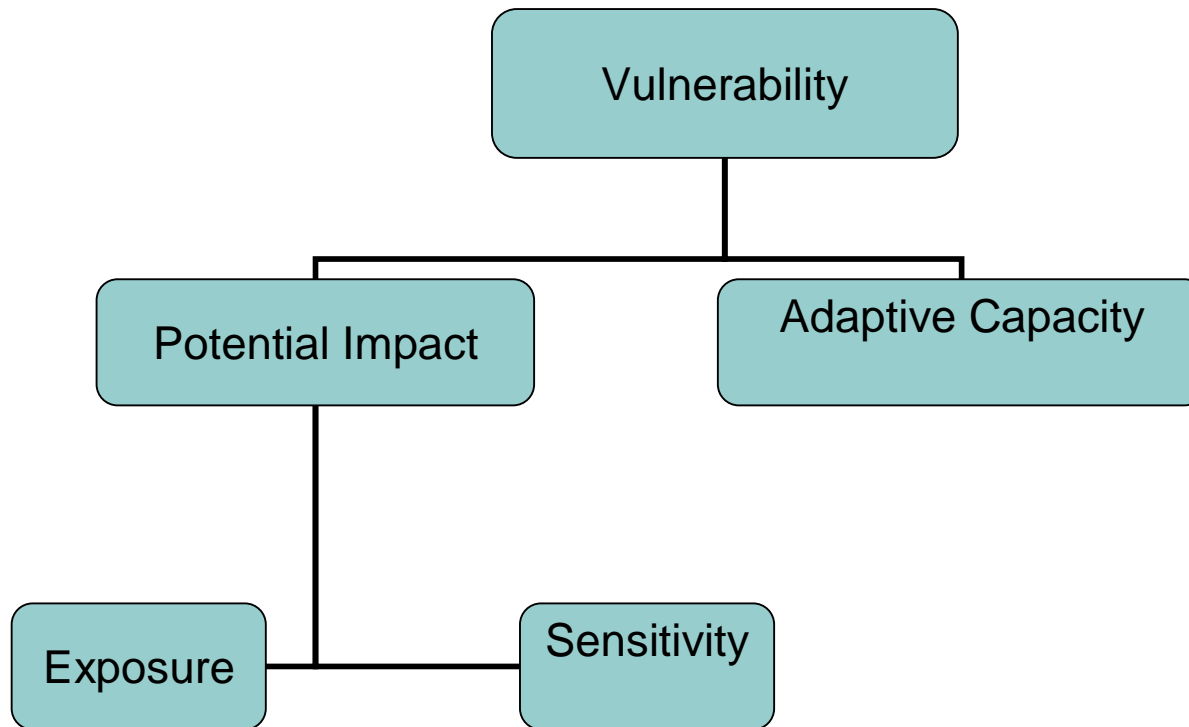 Vulnerability
Potential Impact
Adaptive Capacity
Exposure
Sensitivity